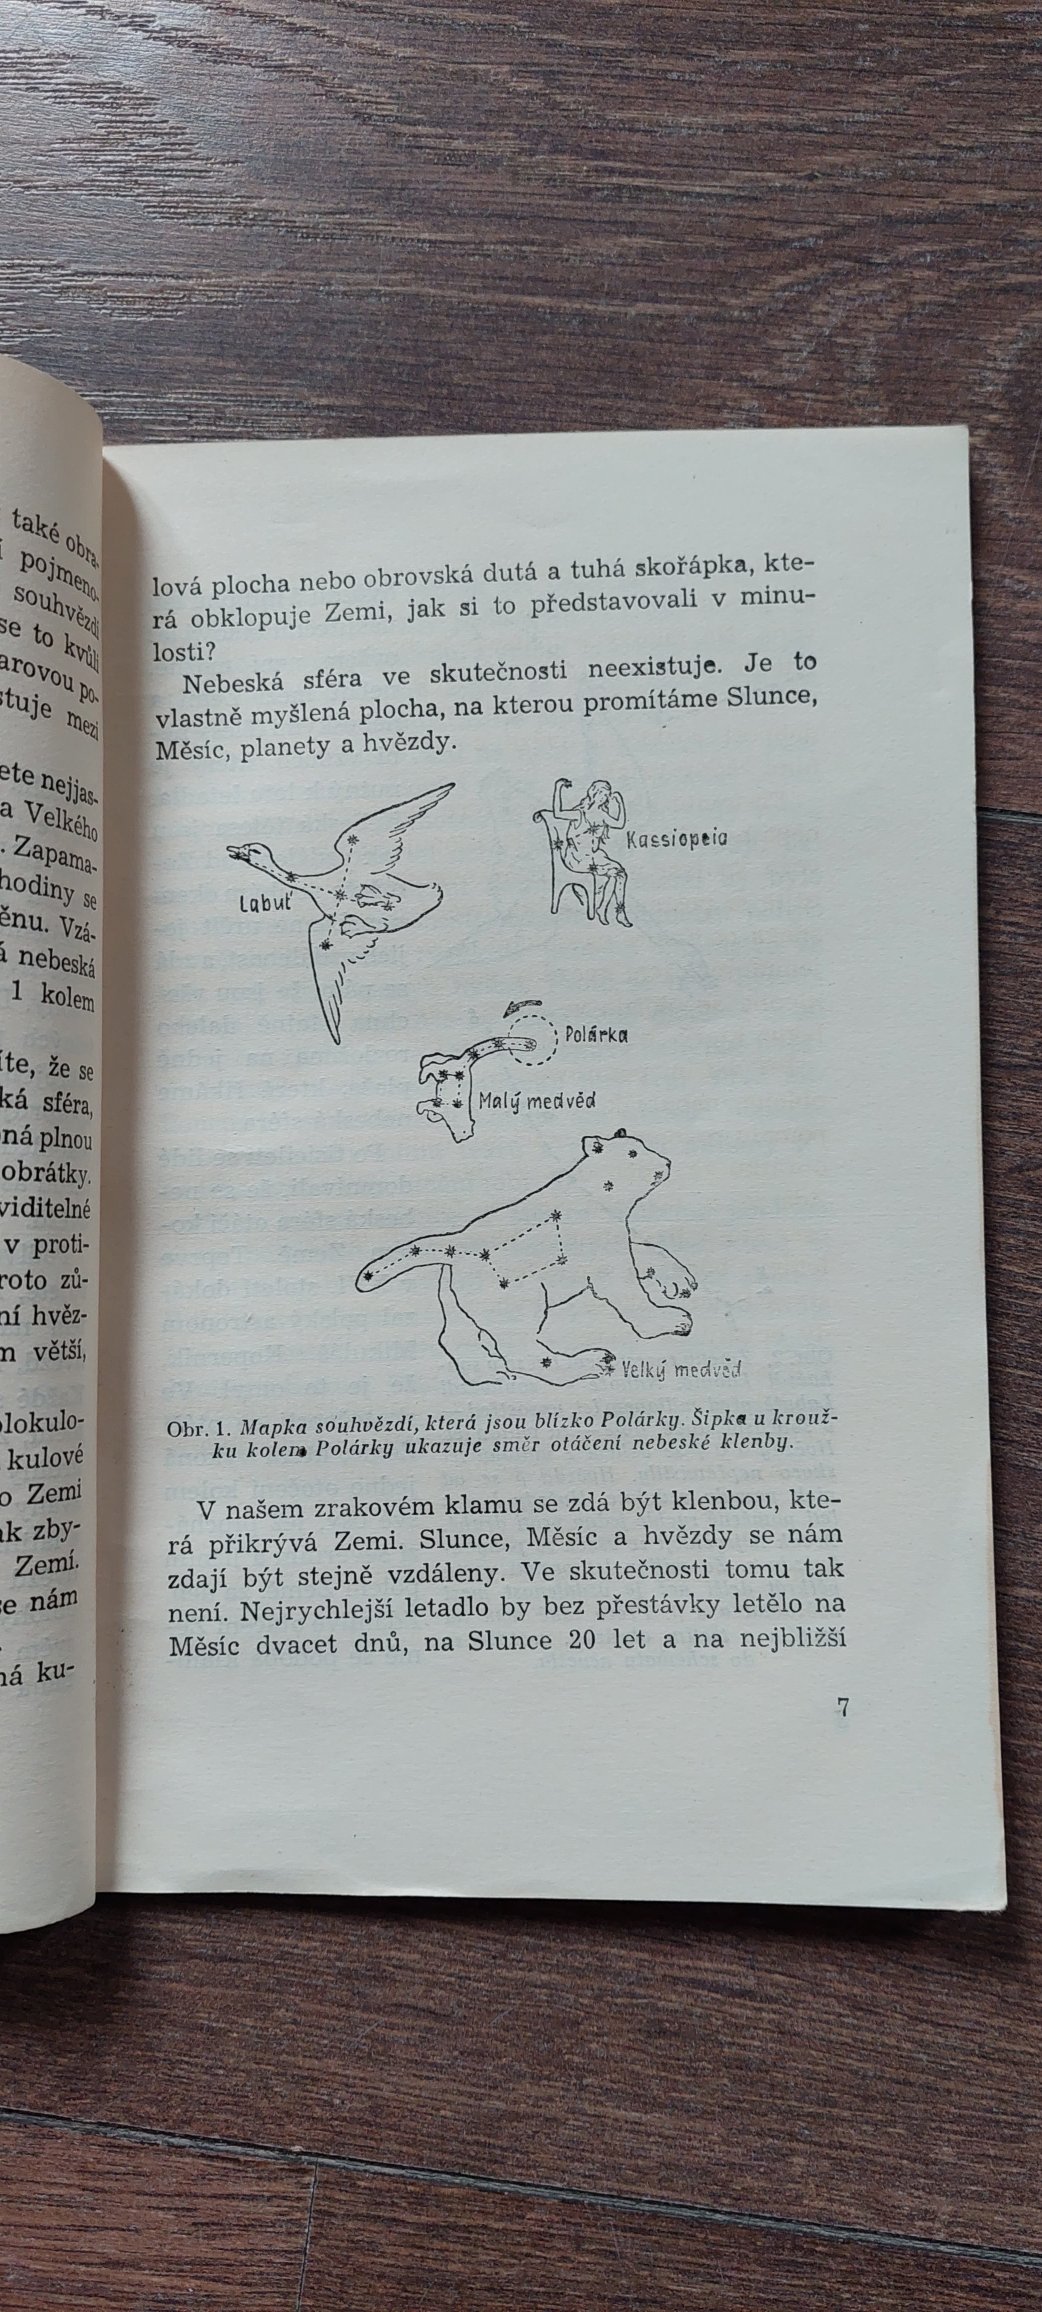 také obra-
pojmeno-
souhvězdí
se to kvůli
arovou po-
stuje mezi
ete nejjas-
a Velkého
. Zapama-
hodiny se
ěnu. Vzá-
á nebeská
1 kolem
íte, že se
ká sféra,
ná plnou
obrátky.
viditelné
v proti-
roto zů-
ní hvěz-
m větší,
olokulo-
kulové
o Zemi
ak zby-
Zemí.
se nám
ná ku-
lová plocha nebo obrovská dutá a tuhá skořápka, kte-
rá obklopuje Zemi, jak si to představovali v minu-
losti?
Nebeská sféra ve skutečnosti neexistuje. Je to
vlastně myšlená plocha, na kterou promítáme Slunce,
Měsíc, planety a hvězdy.
Kassiopeia
Labuť
Polárka
Malý medvěd
Velký medvěd
Obr. 1. Mapka souhvězdí, která jsou blízko Polárky. Šipka u krouž-
ku kolem Polárky ukazuje směr otáčení nebeské klenby.
V našem zrakovém klamu se zdá být klenbou, kte-
rá přikrývá Zemi. Slunce, Měsíc a hvězdy se nám
zdají být stejně vzdáleny. Ve skutečnosti tomu tak
není. Nejrychlejší letadlo by bez přestávky letělo na
Měsíc dvacet dnů, na Slunce 20 let a na nejbližší
7